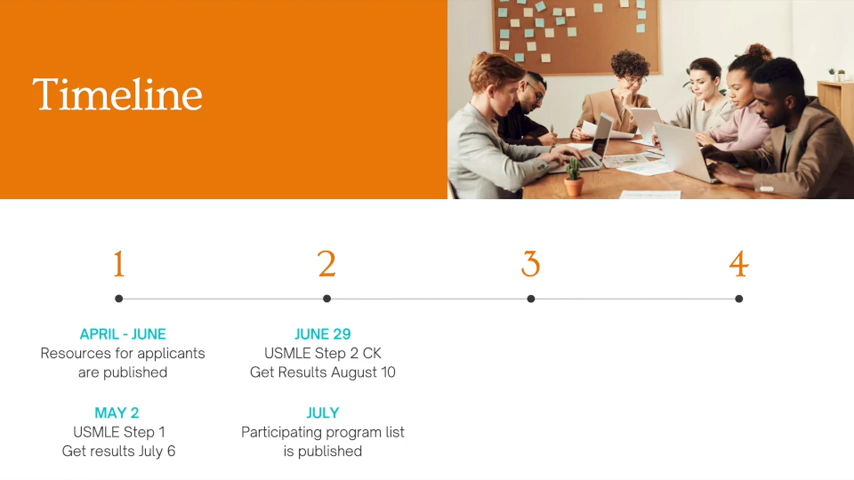 Timeline
1
2
3
4
APRIL - JUNE
Resources for applicants
are published
MAY 2
USMLE Step 1
Get results July 6
JUNE 29
USMLE Step 2 CK
Get Results August 10
JULY
Participating program list
is published